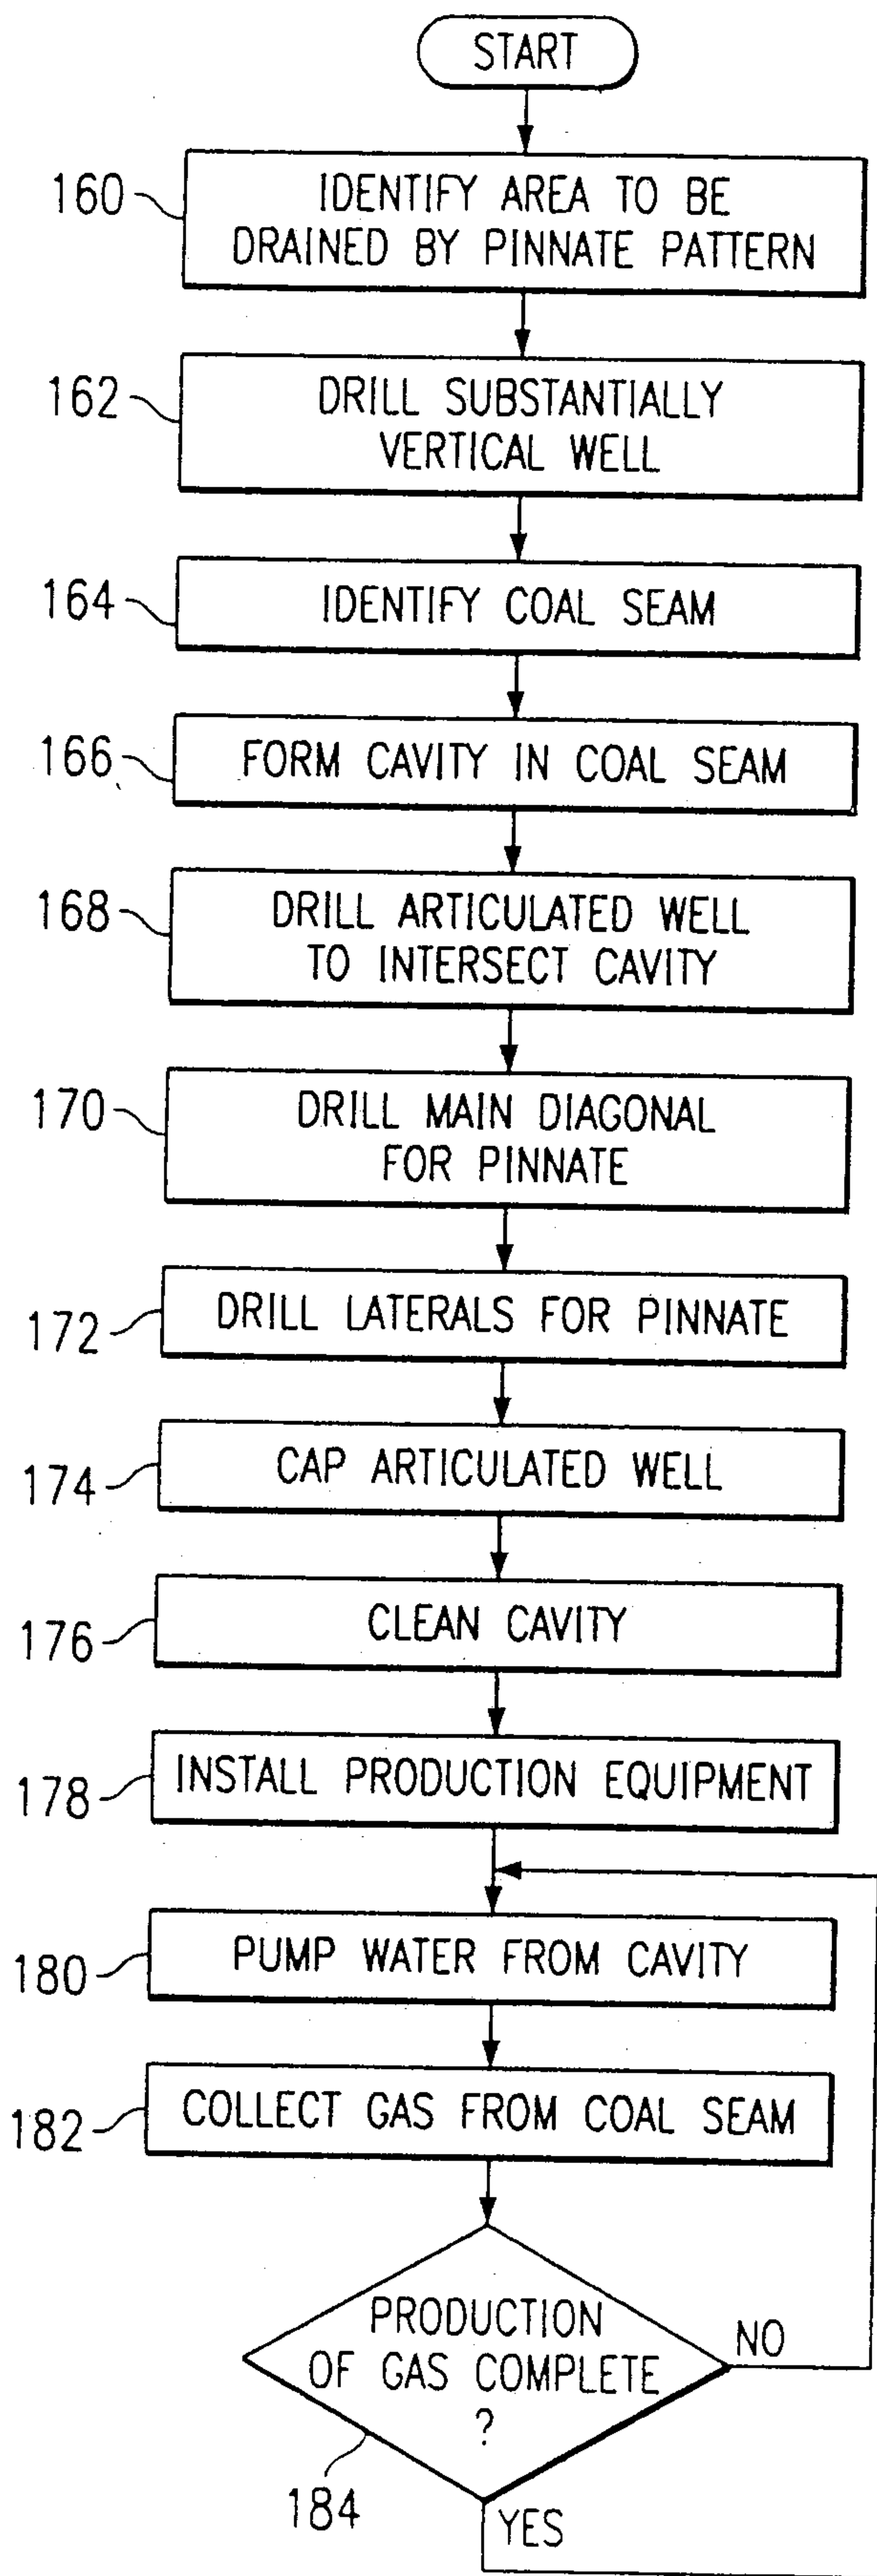 START
160
IDENTIFY AREA TO BE
DRAINED BY PINNATE PATTERN
162
DRILL SUBSTANTIALLY
VERTICAL WELL
164
IDENTIFY COAL SEAM
166
FORM CAVITY IN COAL SEAM
168
DRILL ARTICULATED WELL
TO INTERSECT CAVITY
170
DRILL MAIN DIAGONAL
FOR PINNATE
172
DRILL LATERALS FOR PINNATE
174
CAP ARTICULATED WELL
176
CLEAN CAVITY
178
INSTALL PRODUCTION EQUIPMENT
180
PUMP WATER FROM CAVITY
182
COLLECT GAS FROM COAL SEAM
PRODUCTION
OF GAS COMPLETE
?
NO
184
YES